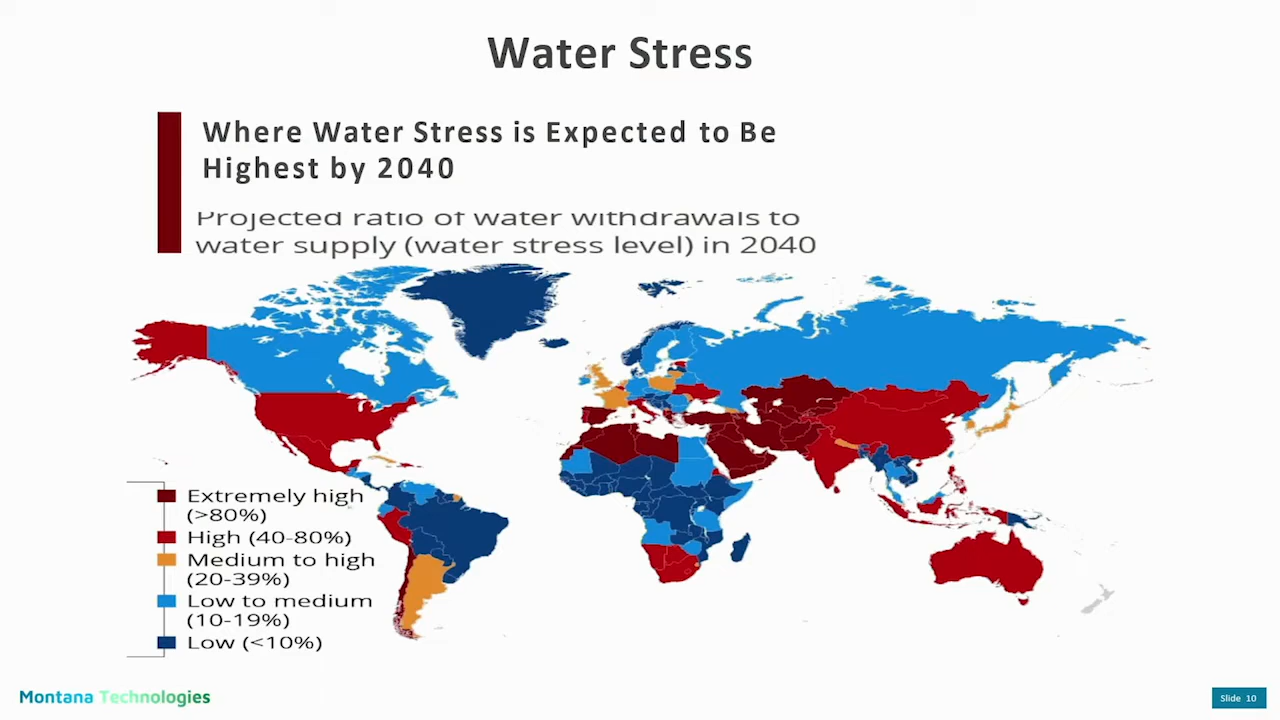 Water Stress
Where Water Stress is Expected to Be
Highest by 2040
Projected ratio of water withdrawals to
water supply (water stress level) in 2040
Extremely high
(>80%)
High (40-80%)
Medium to high
(20-39%)
Low to medium
(10-19%)
Low (<10%)
Montana Technologies
Slide 10